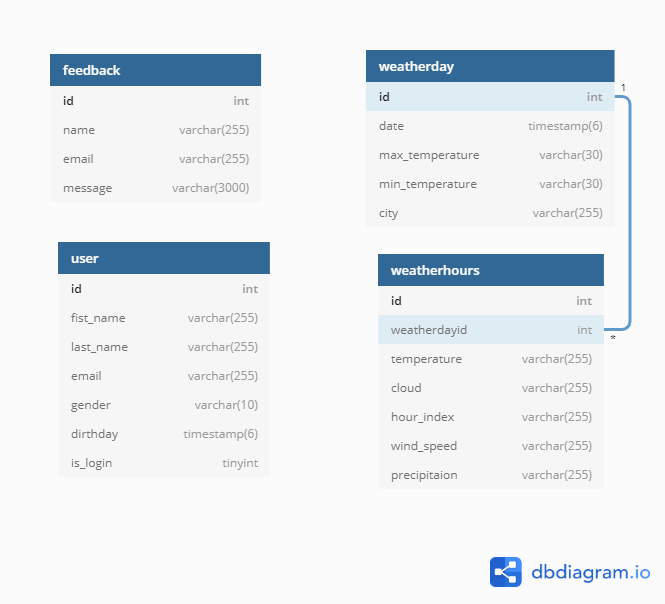 feedback
id int
name varchar(255)
email varchar(255)
message varchar(3000)
user
id int
fist_name varchar(255)
last_name varchar(255)
email varchar(255)
gender varchar(10)
dirthday timestamp(6)
is_login tinyint
weatherday
id int
1
date timestamp(6)
max_temperature varchar(30)
min_temperature varchar(30)
city varchar(255)
weatherhours
id int
weatherdayid int
*
temperature varchar(255)
cloud varchar(255)
hour_index varchar(255)
wind_speed varchar(255)
precipitaion varchar(255)
dbdiagram.io